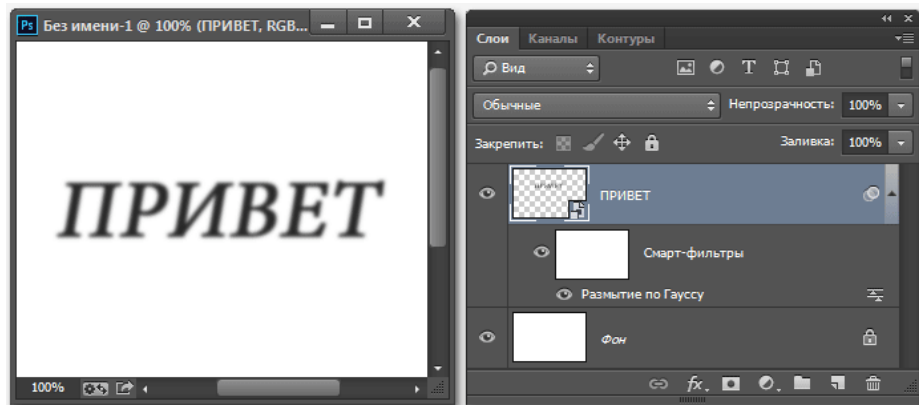 Ps Без имени-1 @ 100% (ПРИВЕТ, RGB...
ПРИВЕТ
100%
Слои Каналы Контуры
Вид
T
Обычные Непрозрачность: 100%
Закрепить: Заливка: 100%
ПРИВЕТ
Смарт-фильтры
Размытие по Гауссу
Фон
fx.